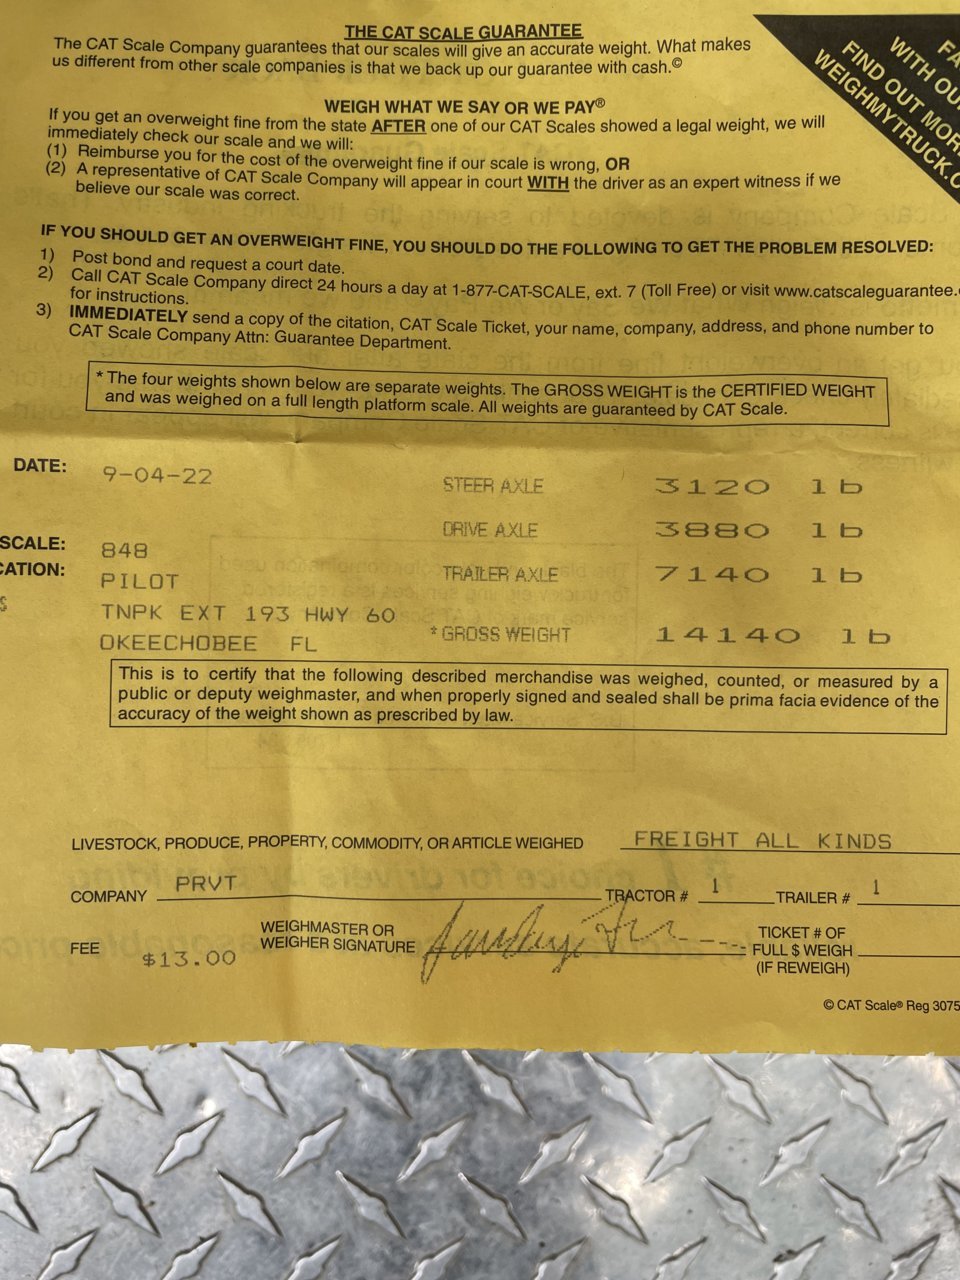 THE CAT SCALE GUARANTEE
The CAT Scale Company guarantees that our scales will give an accurate weight. What makes
us different from other scale companies is that we back up our guarantee with cash.©
WITH OU
FIND OUT MOR
WEIGHMYTRUCK.C
WEIGH WHAT WE SAY OR WE PAY®
If you get an overweight fine from the state AFTER one of our CAT Scales showed a legal weight, we will
immediately check our scale and we will:
(1) Reimburse you for the cost of the overweight fine if our scale is wrong, OR
(2) A representative of CAT Scale Company will appear in court WITH the driver as an expert witness if we
believe our scale was correct.
IF YOU SHOULD GET AN OVERWEIGHT FINE, YOU SHOULD DO THE FOLLOWING TO GET THE PROBLEM RESOLVED:
1) Post bond and request a court date.
2) Call CAT Scale Company direct 24 hours a day at 1-877-CAT-SCALE, ext. 7 (Toll Free) or visit www.catscaleguarantee.
for instructions.
3) IMMEDIATELY send a copy of the citation, CAT Scale Ticket, your name, company, address, and phone number to
CAT Scale Company Attn: Guarantee Department.
* The four weights shown below are separate weights. The GROSS WEIGHT is the CERTIFIED WEIGHT
and was weighed on a full length platform scale. All weights are guaranteed by CAT Scale.
DATE: 9-04-22
STEER AXLE 3120 lb
DRIVE AXLE 3880 lb
TRAILER AXLE 7140 lb
* GROSS WEIGHT 14140 lb
SCALE: 848
CATION: PILOT
TNPK EXT 193 HWY 60
OKEECHOBEE FL
This is to certify that the following described merchandise was weighed, counted, or measured by a
public or deputy weighmaster, and when properly signed and sealed shall be prima facia evidence of the
accuracy of the weight shown as prescribed by law.
LIVESTOCK, PRODUCE, PROPERTY, COMMODITY, OR ARTICLE WEIGHED FREIGHT ALL KINDS
COMPANY PRVT TRACTOR # 1 TRAILER # 1
FEE $13.00
WEIGHMASTER OR
WEIGHER SIGNATURE
TICKET # OF
FULL $ WEIGH
(IF REWEIGH)
© CAT Scale® Reg 3075